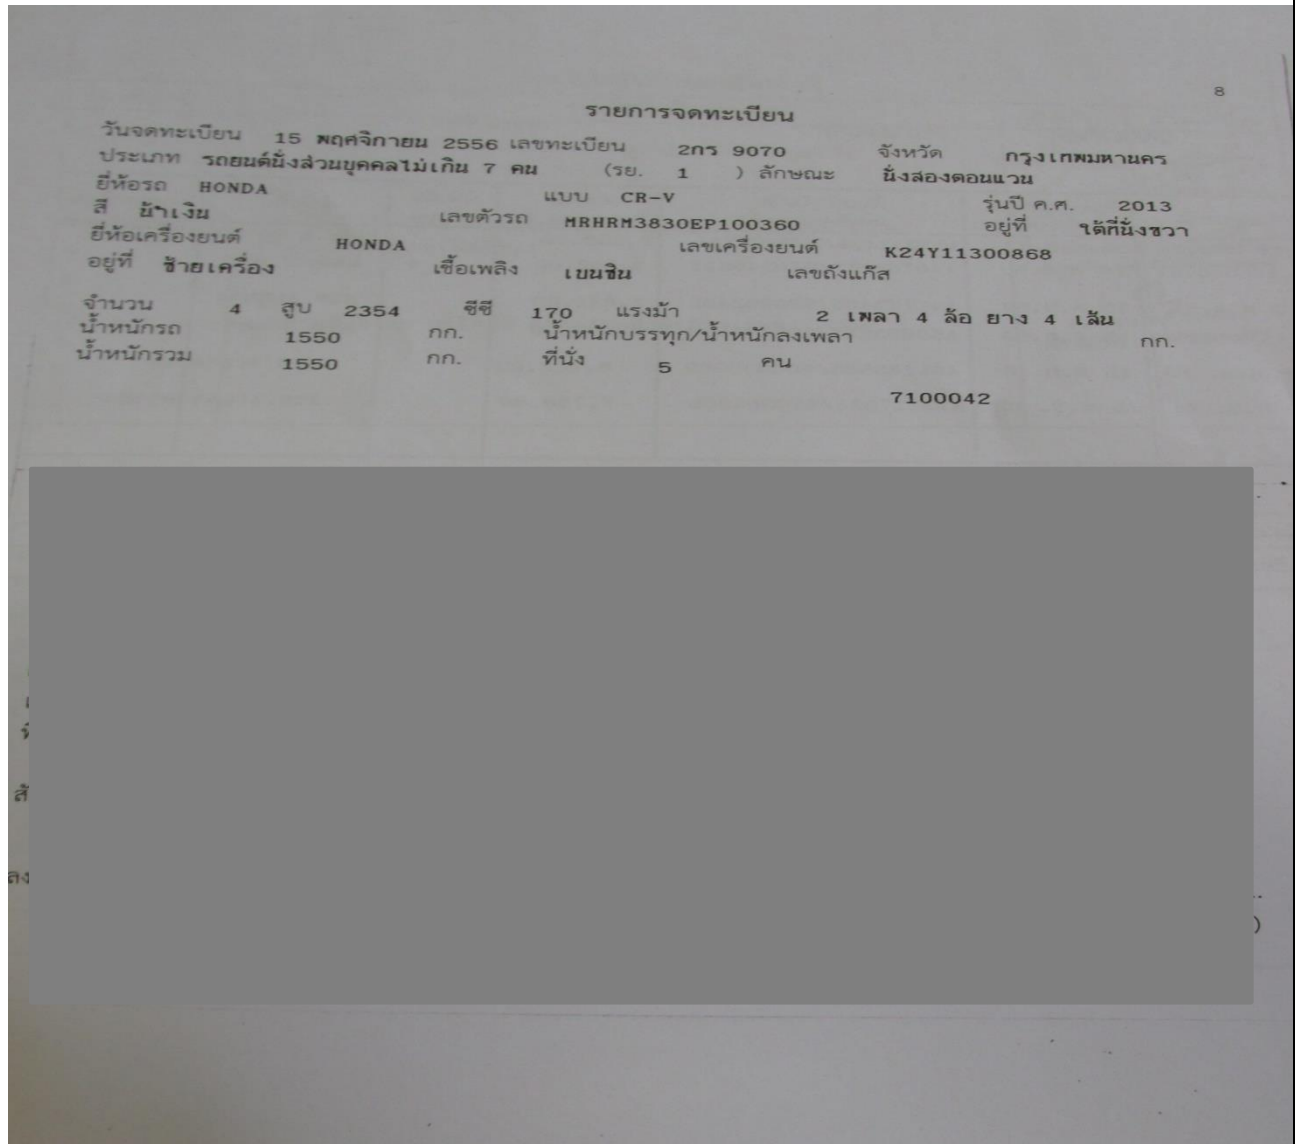 8
รายการจดทะเบียน
วันจดทะเบียน 15 พฤศจิกายน 2556 เลขทะเบียน 2กร 9070 จังหวัด กรุงเทพมหานคร
ประเภท รถยนต์นั่งส่วนบุคคลไม่เกิน 7 คน (รย. 1 ) ลักษณะ นั่งสองตอนแวน
ยี่ห้อรถ HONDA แบบ CR-V รุ่นปี ค.ศ. 2013
สี น้ำเงิน เลขตัวรถ MRHRM3830EP100360 อยู่ที่ ใต้ที่นั่งขวา
ยี่ห้อเครื่องยนต์ HONDA เลขเครื่องยนต์ K24Y11300868
อยู่ที่ ซ้ายเครื่อง เชื้อเพลิง เบนซิน เลขถังแก๊ส
จำนวน 4 สูบ 2354 ซีซี 170 แรงม้า 2 เพลา 4 ล้อ ยาง 4 เส้น
น้ำหนักรถ 1550 กก. น้ำหนักบรรทุก/น้ำหนักลงเพลา กก.
น้ำหนักรวม 1550 กก. ที่นั่ง 5 คน
7100042
ลง
)